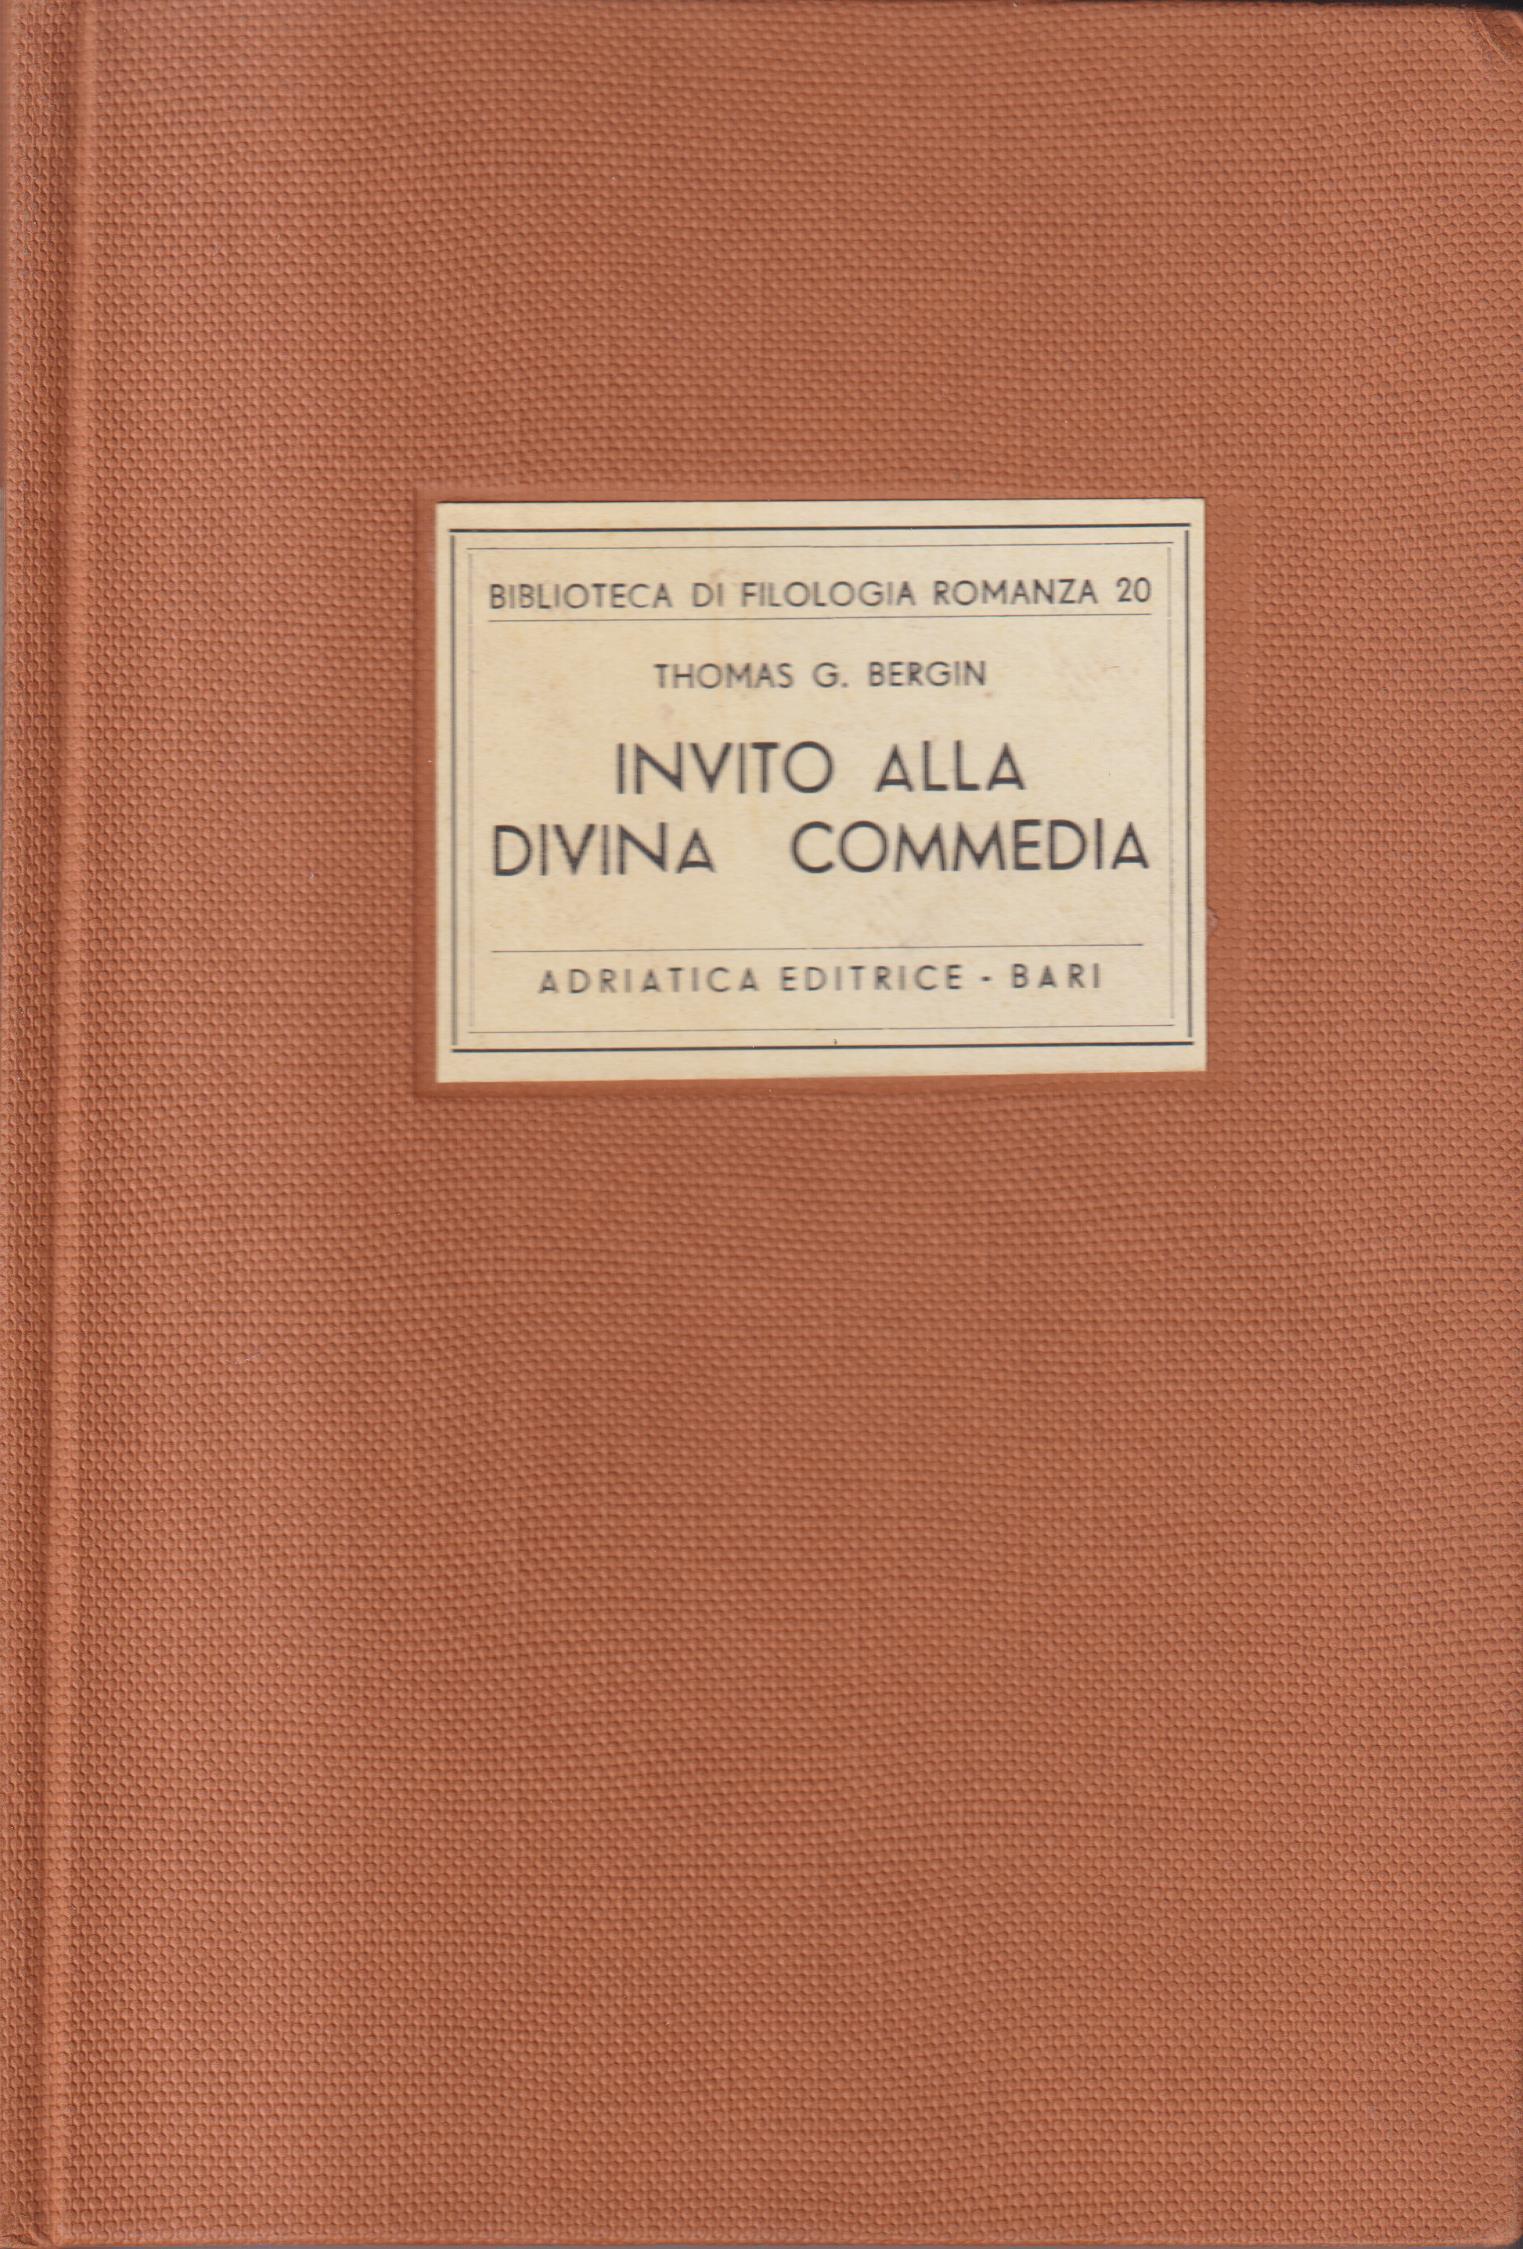 BIBLIOTECA DI FILOLOGIA ROMANZA 20
THOMAS G. BERGIN
INVITO ALLA
DIVINA COMMEDIA
ADRIATICA EDITRICE - BARI